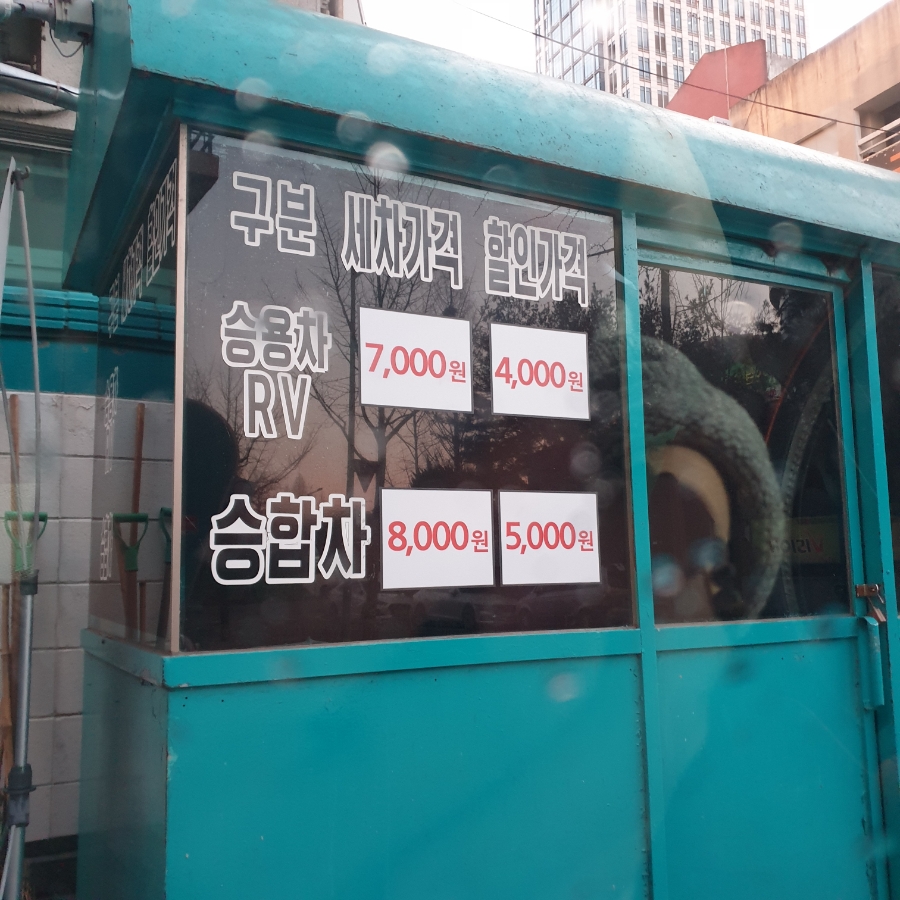 구분 세차가격 할인가격
승용차 RV 7,000원 4,000원
승합차 8,000원 5,000원